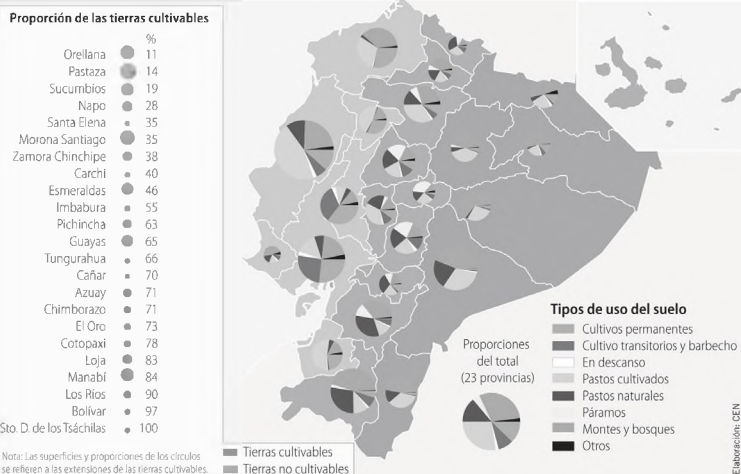 Proporción de las tierras cultivables
%
Orellana 11
Pastaza 14
Sucumbíos 19
Napo 28
Santa Elena 35
Morona Santiago 35
Zamora Chinchipe 38
Carchi 40
Esmeraldas 46
Imbabura 55
Pichincha 63
Guayas 65
Tungurahua 66
Cañar 70
Azuay 71
Chimborazo 71
El Oro 73
Cotopaxi 78
Loja 83
Manabí 84
Los Ríos 90
Bolívar 97
Sto. D. de los Tsáchilas 100
Nota: Las superficies y proporciones de los círculos
se refieren a las extensiones de las tierras cultivables.
Tierras cultivables
Tierras no cultivables
Proporciones
del total
(23 provincias)
Tipos de uso del suelo
Cultivos permanentes
Cultivo transitorios y barbecho
En descanso
Pastos cultivados
Pastos naturales
Páramos
Montes y bosques
Otros
Elaboración: CEN